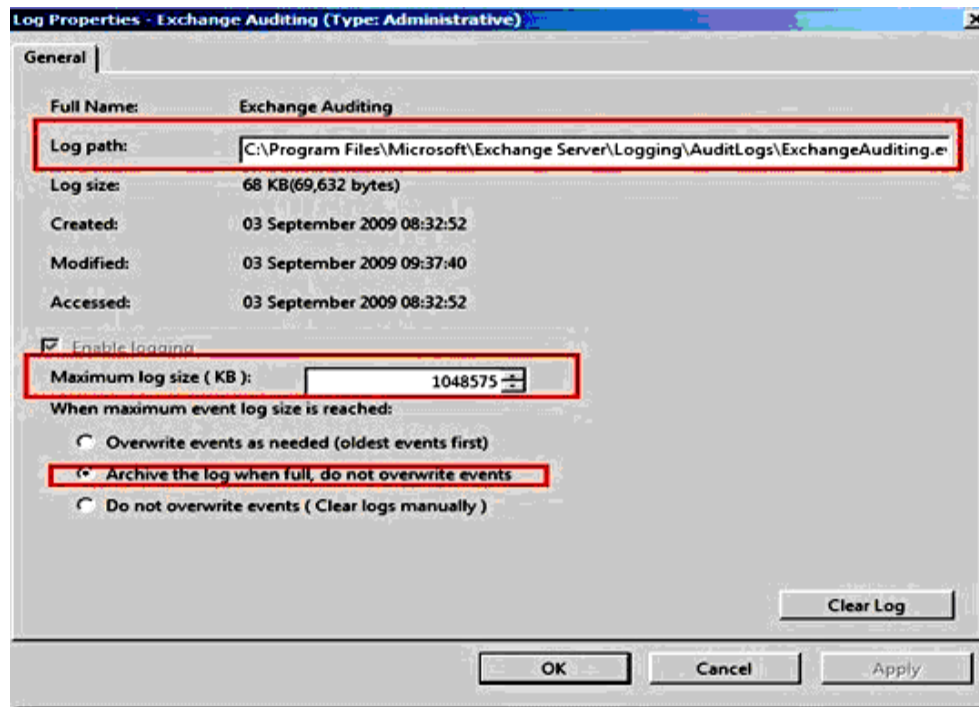 Log Properties - Exchange Auditing (Type: Administrative)
General
Full Name: Exchange Auditing
Log path: C:\Program Files\Microsoft\Exchange Server\Logging\AuditLogs\ExchangeAuditing.e
Log size: 68 KB(69,632 bytes)
Created: 03 September 2009 08:32:52
Modified: 03 September 2009 09:37:40
Accessed: 03 September 2009 08:32:52
Enable logging
Maximum log size ( KB ): 1048575
When maximum event log size is reached:
Overwrite events as needed (oldest events first)
Archive the log when full, do not overwrite events
Do not overwrite events ( Clear logs manually )
Clear Log
OK Cancel Apply